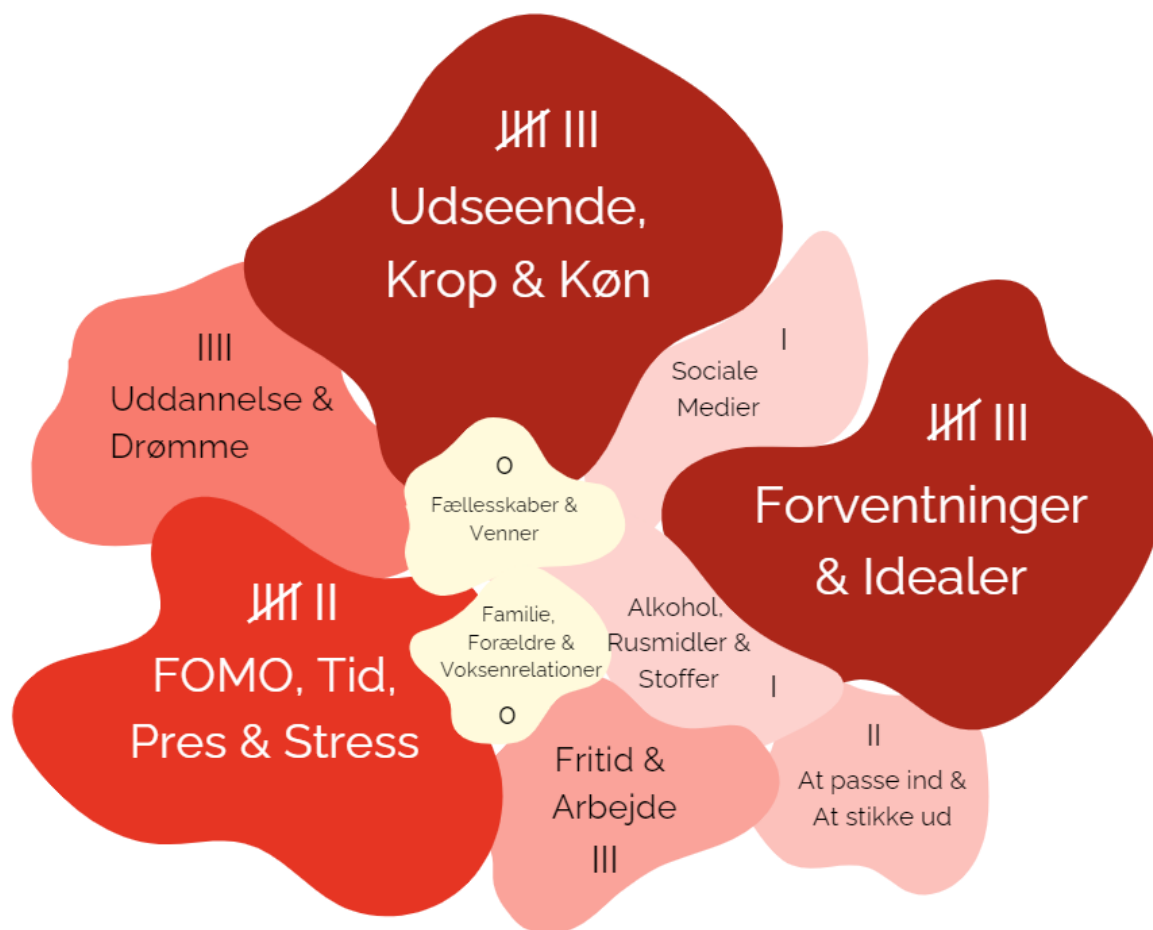 𝍸 III
Udseende,
Krop & Køn
IIII
Uddannelse &
Drømme
I
Sociale
Medier
𝍸 III
Forventninger
& Idealer
O
Fællesskaber &
Venner
𝍸 II
FOMO, Tid,
Pres & Stress
Familie,
Forældre &
Voksenrelationer
O
Alkohol,
Rusmidler &
Stoffer
I
Fritid &
Arbejde
III
II
At passe ind &
At stikke ud